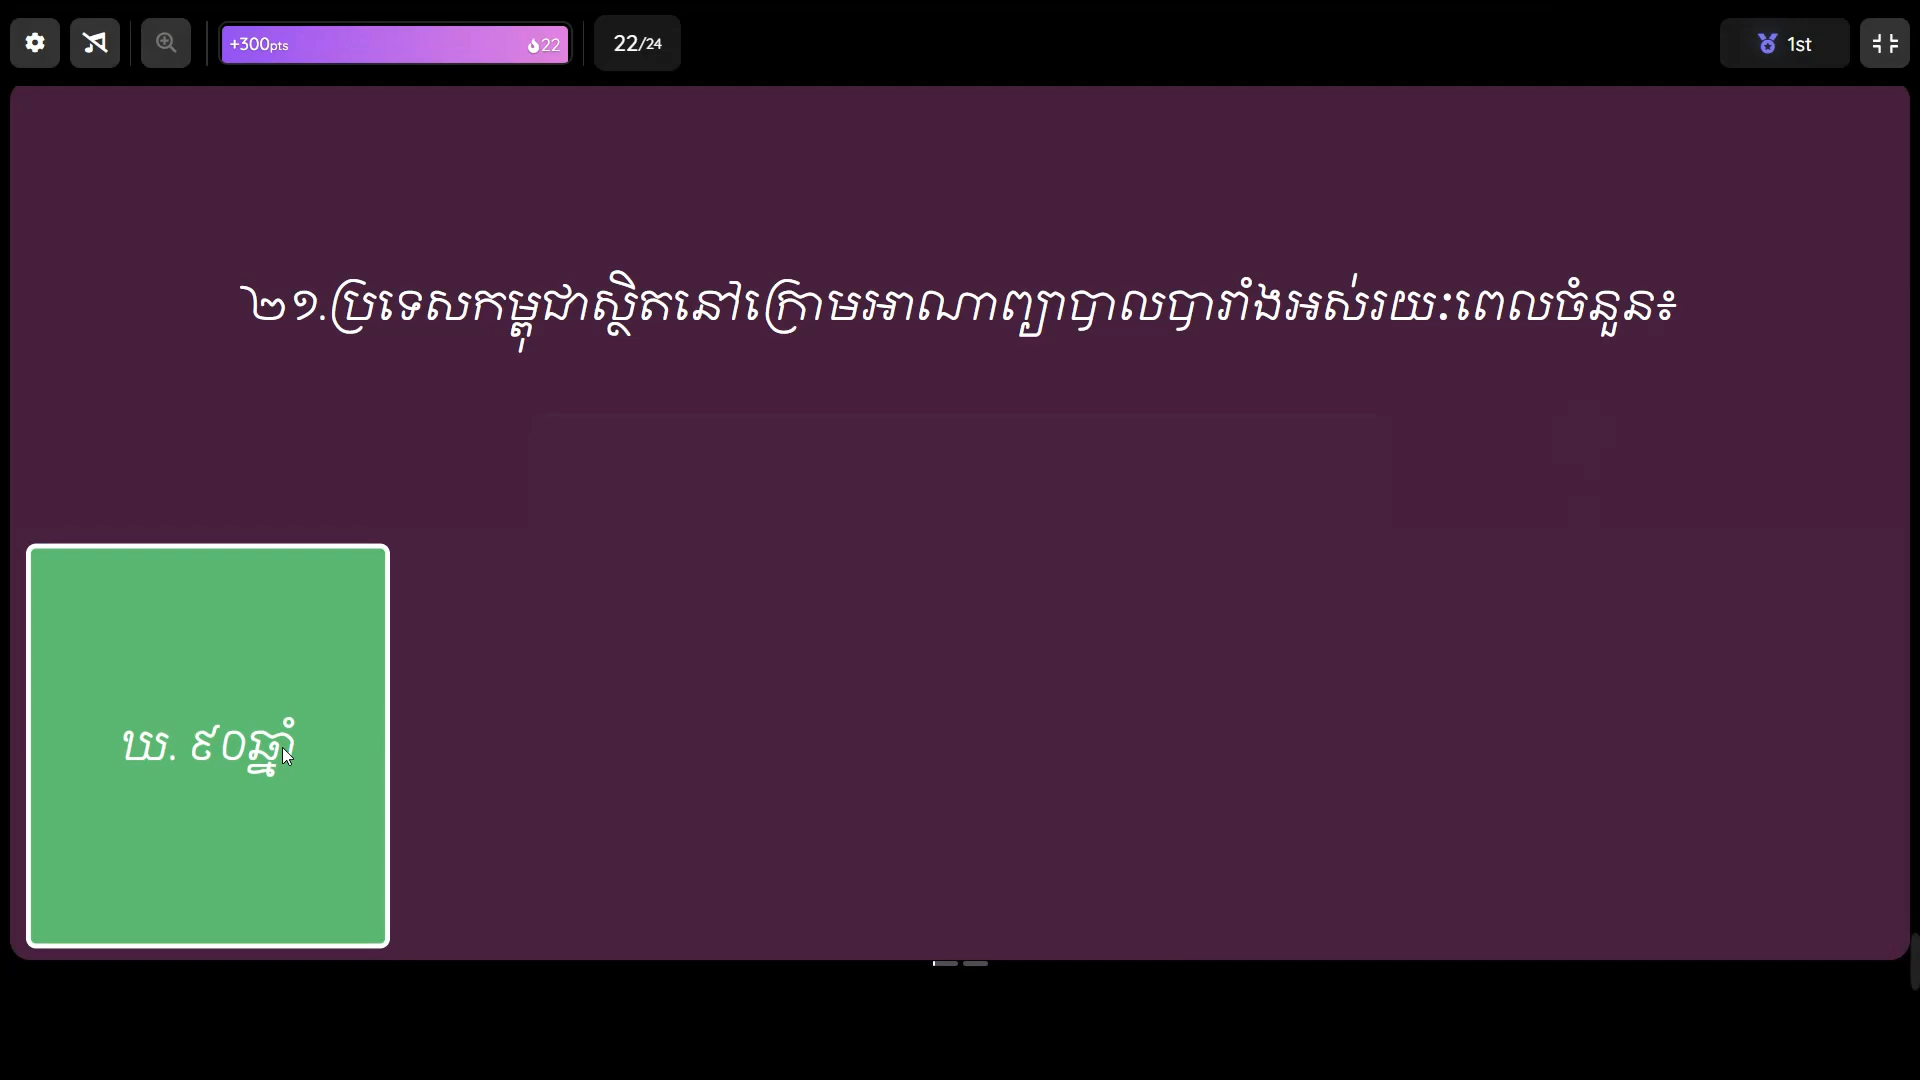 +300pts
22
22/24
1st
២១.ប្រទេសកម្ពុជាស្ថិតនៅក្រោមអាណាព្យាបាលបារាំងអស់រយៈពេលចំនួន៖
ឃ. ៩០ឆ្នាំ